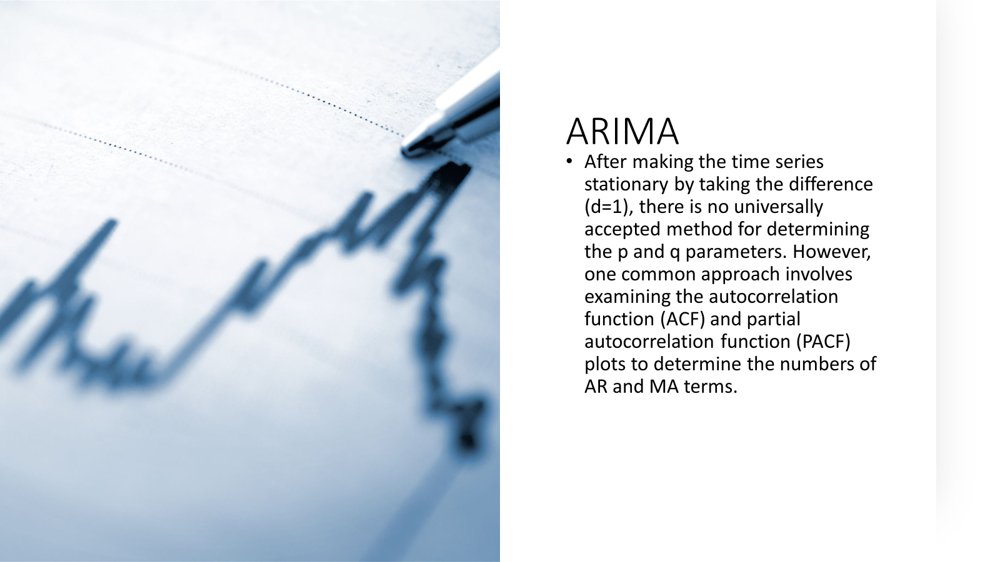 ARIMA
• After making the time series
stationary by taking the difference
(d=1), there is no universally
accepted method for determining
the p and q parameters. However,
one common approach involves
examining the autocorrelation
function (ACF) and partial
autocorrelation function (PACF)
plots to determine the numbers of
AR and MA terms.